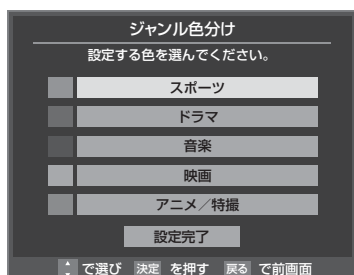 ジャンル色分け
設定する色を選んでください。
スポーツ
ドラマ
音楽
映画
アニメ／特撮
設定完了
で選び 決定 を押す 戻る で前画面